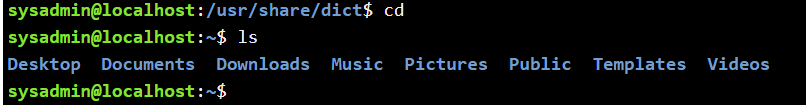 sysadmin@localhost:/usr/share/dict$ cd
sysadmin@localhost:~$ ls
Desktop  Documents  Downloads  Music  Pictures  Public  Templates  Videos
sysadmin@localhost:~$